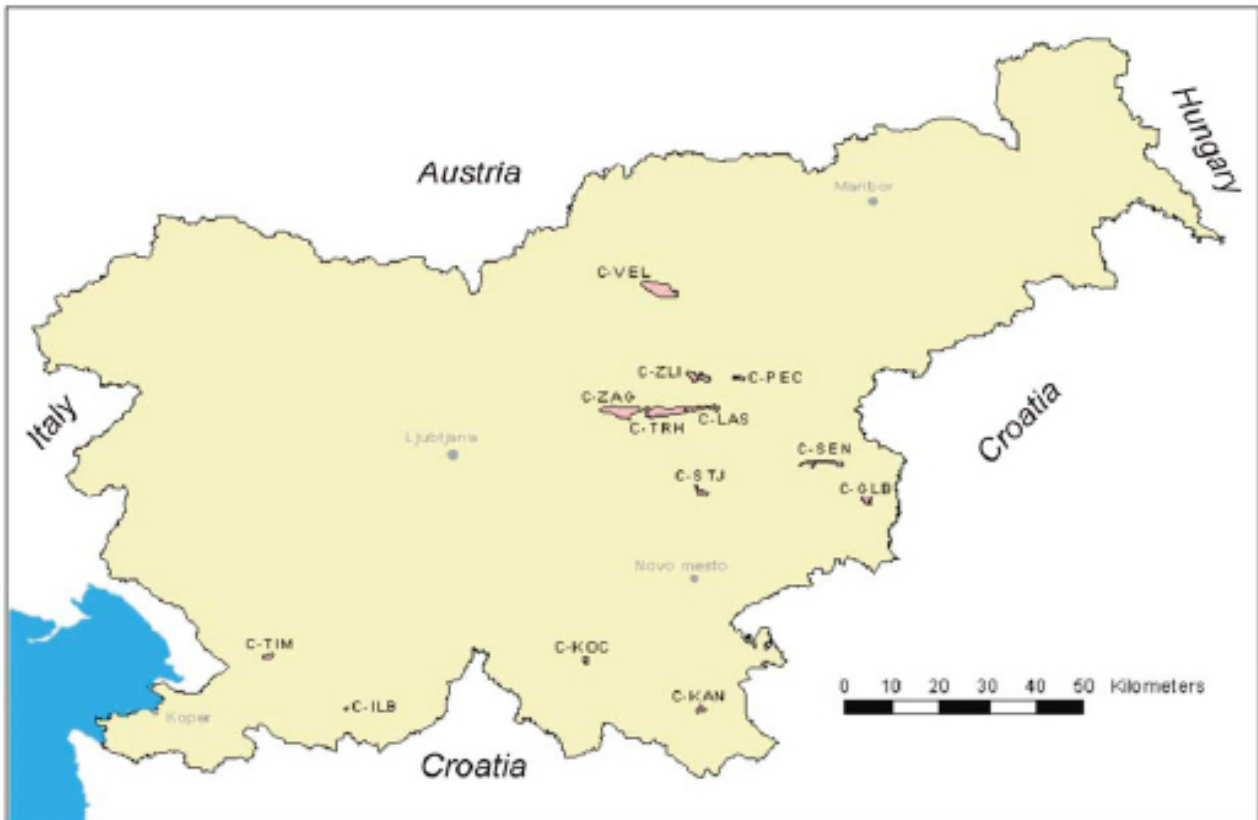 Hungary
Austria
Maribor
C-VEL
C-ZLI
C-PEC
C-ZAG
C-LAS
C-TRH
Italy
Croatia
Ljubljana
C-SEN
C-STJ
C-GLB
Novo mesto
C-TIM
C-KOC
C-KAN
0 10 20 30 40 50 Kilometers
C-ILB
Koper
Croatia